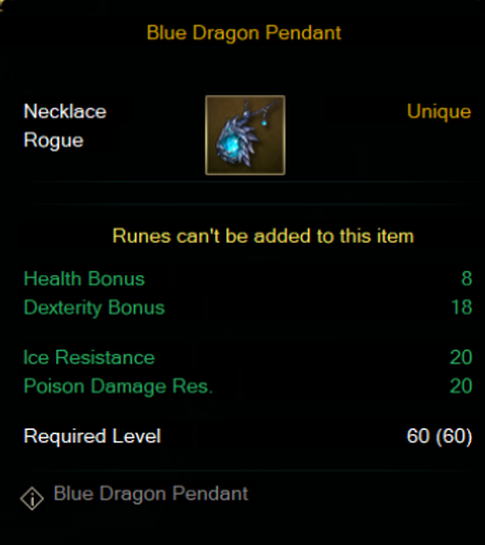 Blue Dragon Pendant
Necklace
Unique
Rogue
Runes can't be added to this item
Health Bonus 8
Dexterity Bonus 18
Ice Resistance 20
Poison Damage Res. 20
Required Level 60 (60)
Blue Dragon Pendant